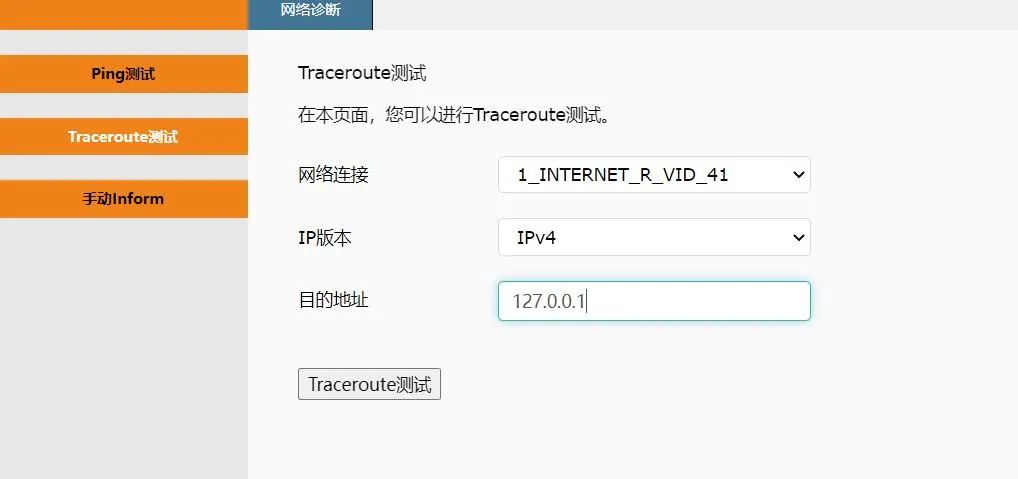 网络诊断
Ping测试
Traceroute测试
手动Inform
Traceroute测试
在本页面，您可以进行Traceroute测试。
网络连接 1_INTERNET_R_VID_41
IP版本 IPv4
目的地址 127.0.0.1
Traceroute测试